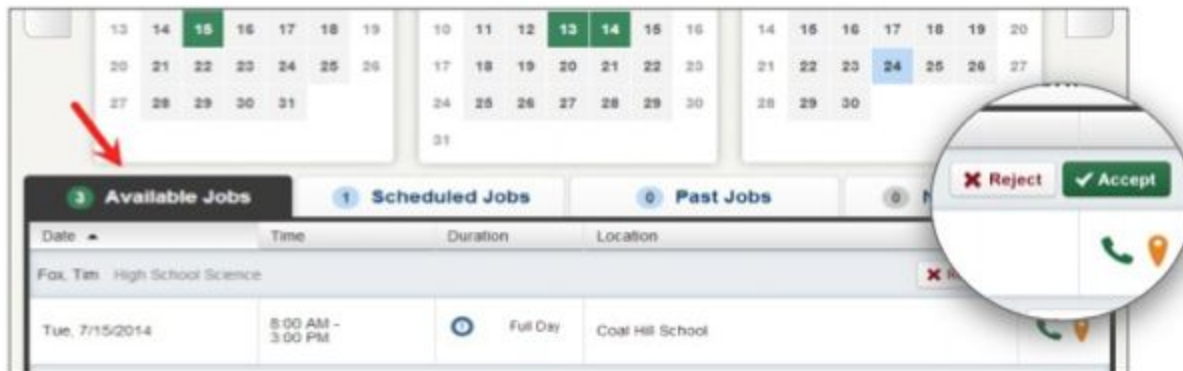 13 14 15 16 17 18 19 10 11 12 13 14 15 16 14 15 16 17 18 19 20
20 21 22 23 24 25 26 17 18 19 20 21 22 23 21 22 23 24 25 26 27
27 28 29 30 31 24 25 26 27 28 29 30 28 29 30
31
Reject Accept
3 Available Jobs 1 Scheduled Jobs 0 Past Jobs 0
Date Time Duration Location
Fox, Tim High School Science
Tue, 7/15/2014 8:00 AM - 3:00 PM Full Day Coal Hill School